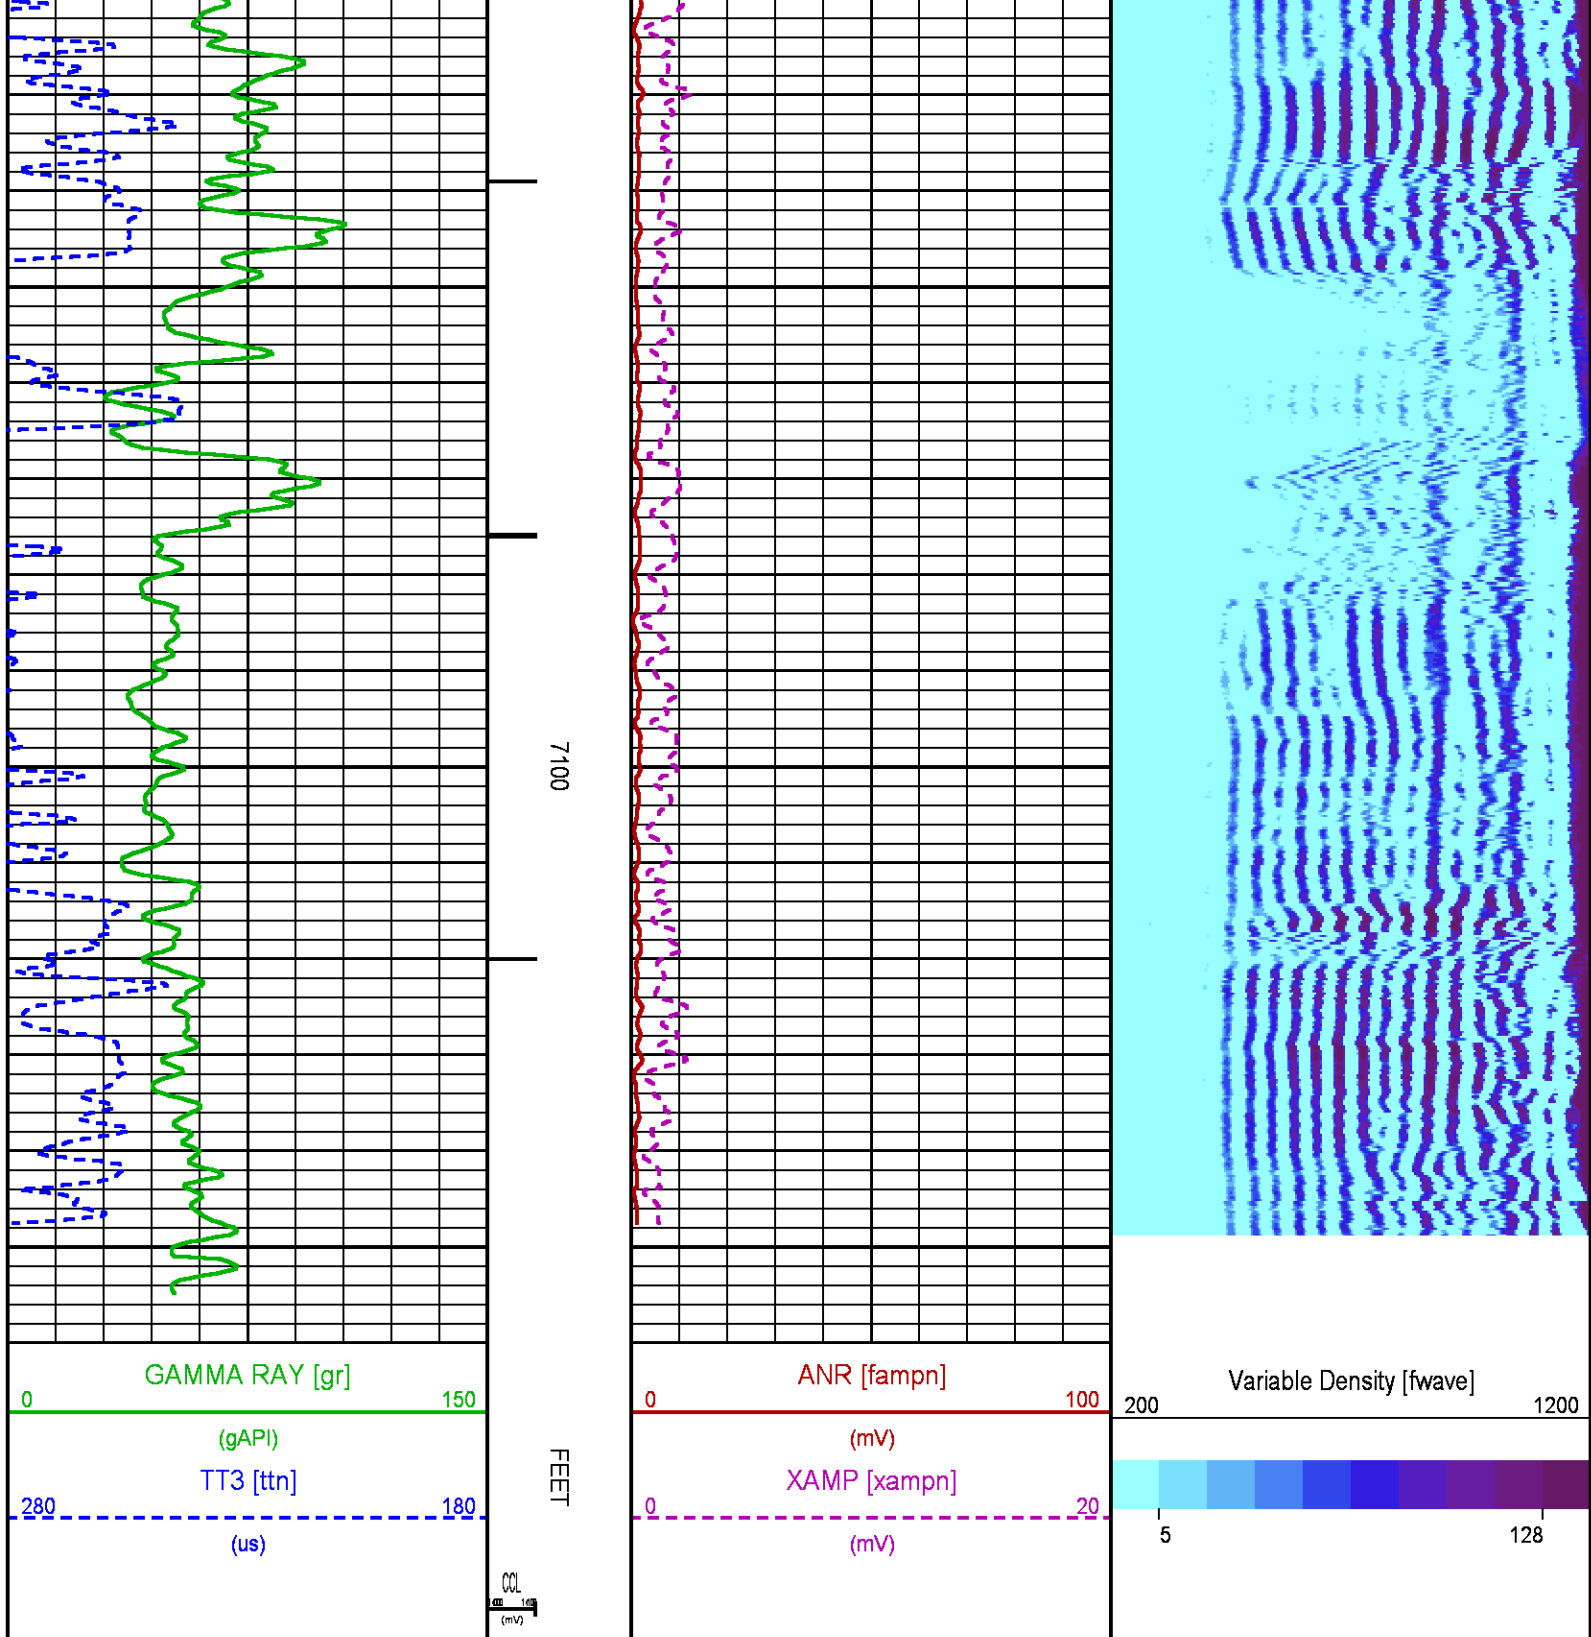 7100
GAMMA RAY [gr]
0 150
(gAPI)
TT3 [ttn]
280 180
(us)
FEET
CCL
(mV)
ANR [fampn]
0 100
(mV)
XAMP [xampn]
0 20
(mV)
Variable Density [fwave]
200 1200
5 128